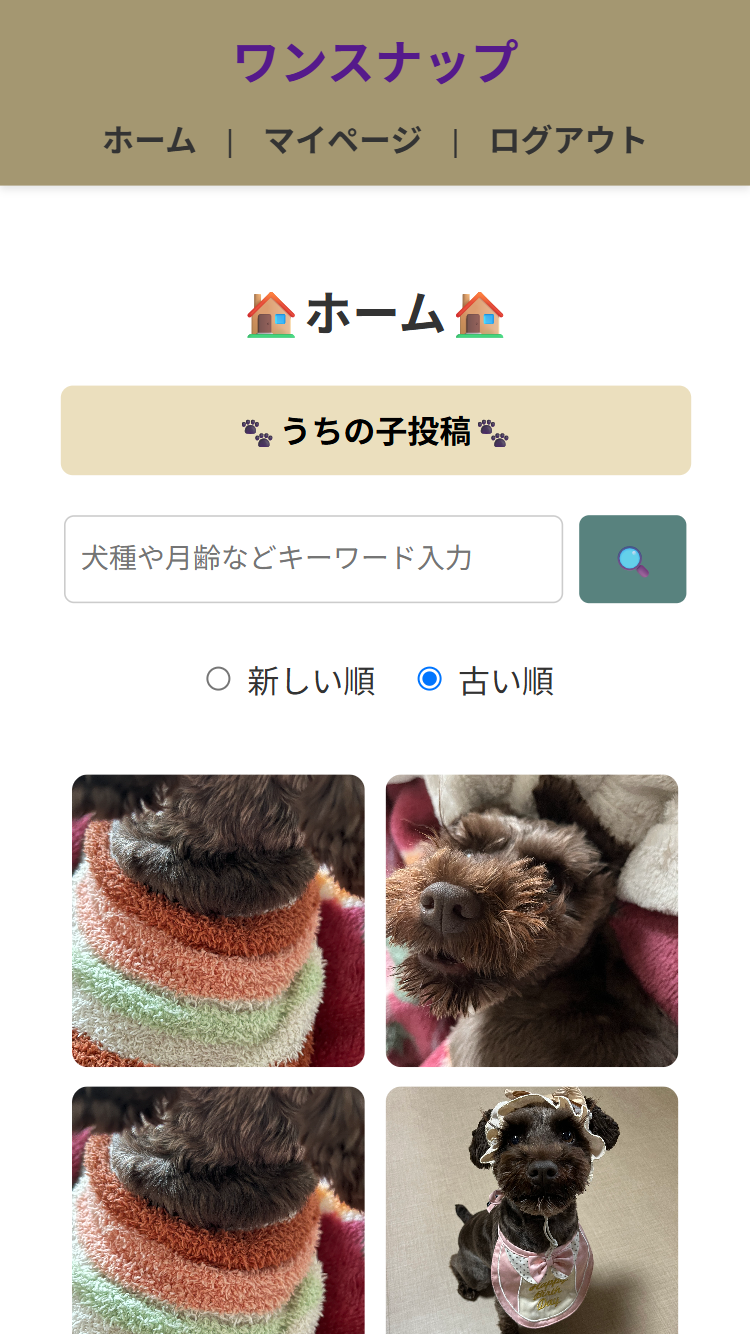 ワンスナップ
ホーム | マイページ | ログアウト
🏠ホーム🏠
🐾うちの子投稿🐾
犬種や月齢などキーワード入力 🔍
新しい順 古い順